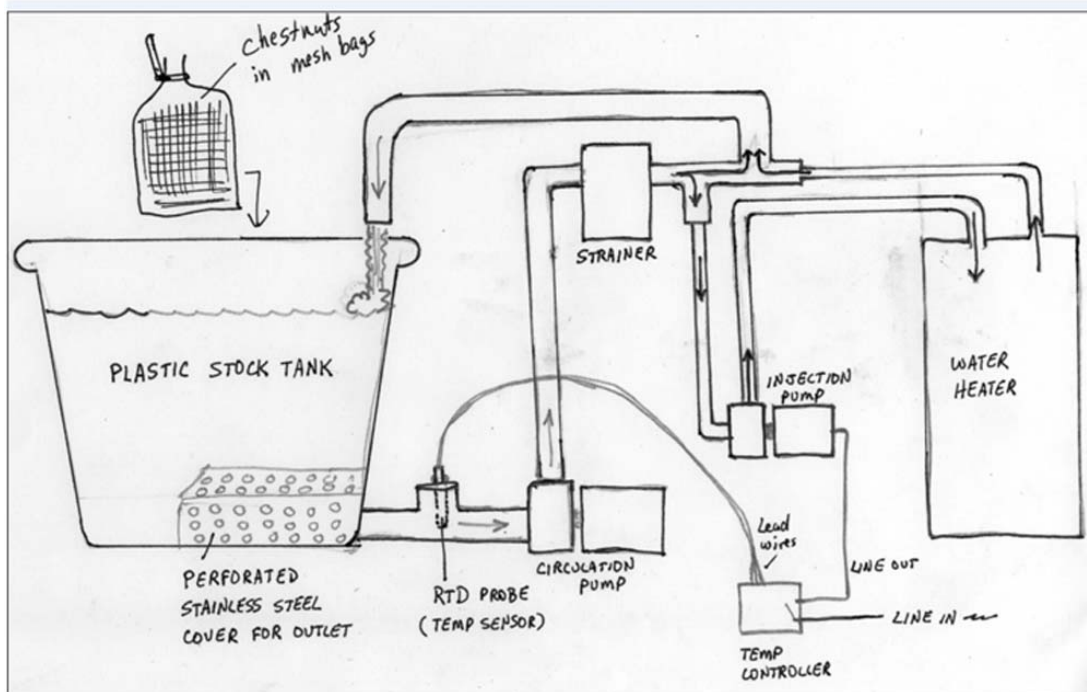 Chestnuts
in mesh bags
STRAINER
PLASTIC STOCK TANK
WATER
HEATER
INJECTION
PUMP
Lead
wires
CIRCULATION
PUMP
LINE OUT
PERFORATED
STAINLESS STEEL
COVER FOR OUTLET
RTD PROBE
(TEMP SENSOR)
LINE IN
TEMP
CONTROLLER